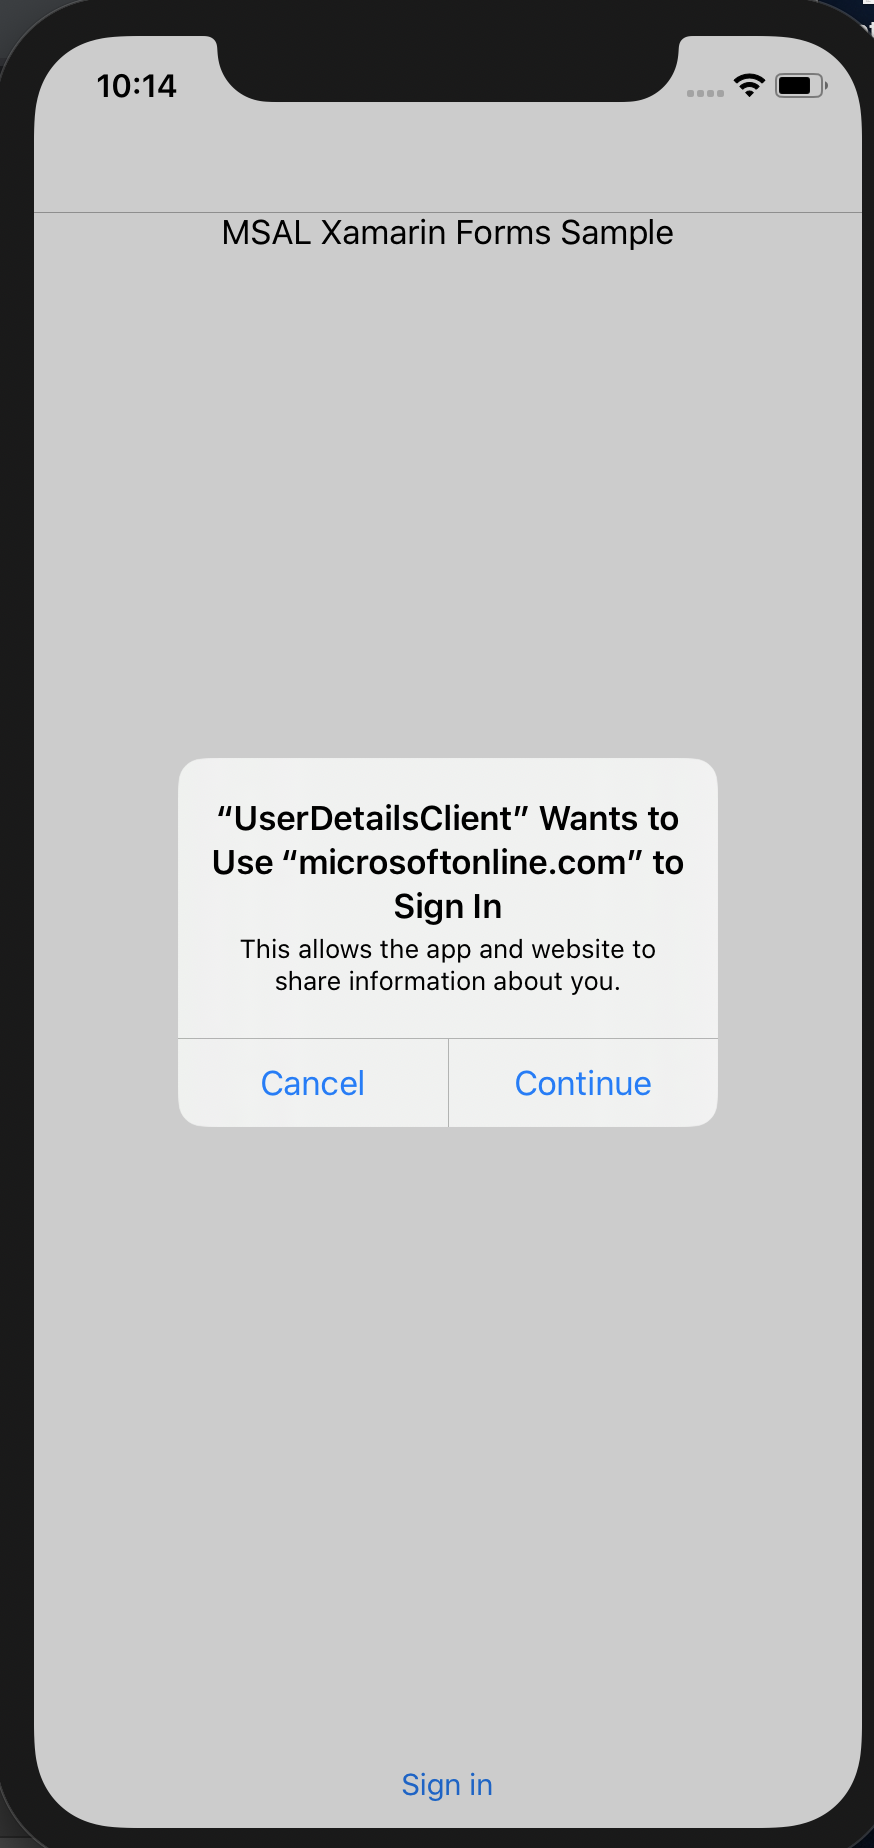 10:14
MSAL Xamarin Forms Sample
“UserDetailsClient” Wants to
Use “microsoftonline.com” to
Sign In
This allows the app and website to
share information about you.
Cancel Continue
Sign in